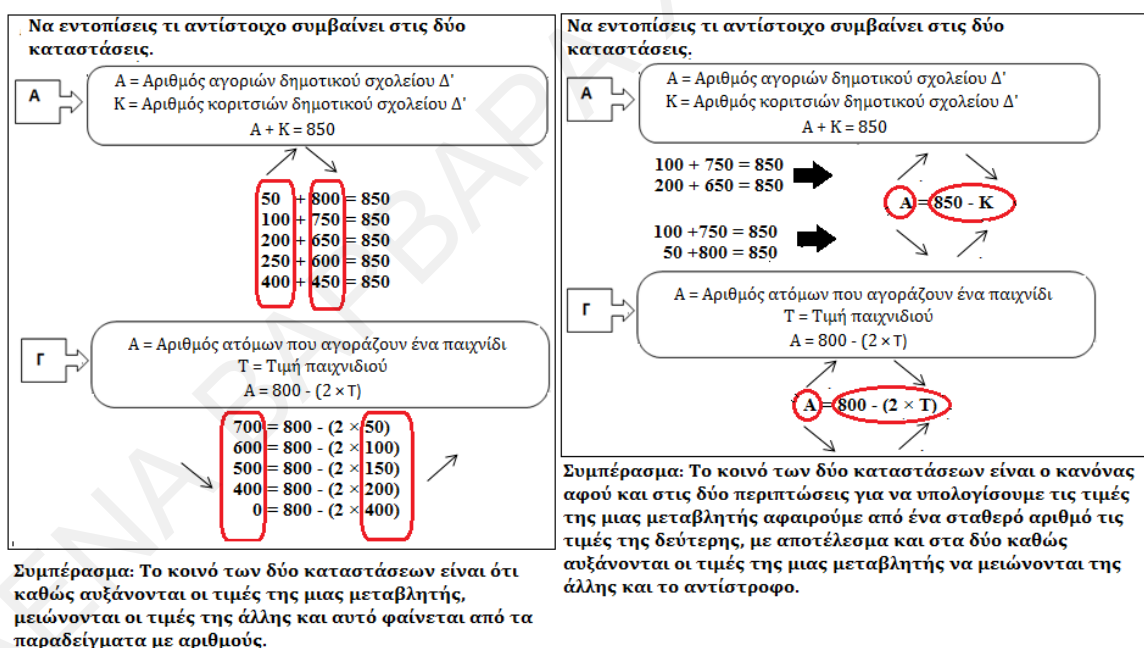 Να εντοπίσεις τι αντίστοιχο συμβαίνει στις δύο
καταστάσεις.
Α
Α = Αριθμός αγοριών δημοτικού σχολείου Δ'
Κ = Αριθμός κοριτσιών δημοτικού σχολείου Δ'
Α + Κ = 850
50 + 800 = 850
100 + 750 = 850
200 + 650 = 850
250 + 600 = 850
400 + 450 = 850
Γ
Α = Αριθμός ατόμων που αγοράζουν ένα παιχνίδι
Τ = Τιμή παιχνιδιού
Α = 800 - (2 × Τ)
700 = 800 - (2 × 50)
600 = 800 - (2 × 100)
500 = 800 - (2 × 150)
400 = 800 - (2 × 200)
0 = 800 - (2 × 400)
Συμπέρασμα: Το κοινό των δύο καταστάσεων είναι ότι
καθώς αυξάνονται οι τιμές της μιας μεταβλητής,
μειώνονται οι τιμές της άλλης και αυτό φαίνεται από τα
παραδείγματα με αριθμούς.
Να εντοπίσεις τι αντίστοιχο συμβαίνει στις δύο
καταστάσεις.
Α
Α = Αριθμός αγοριών δημοτικού σχολείου Δ'
Κ = Αριθμός κοριτσιών δημοτικού σχολείου Δ'
Α + Κ = 850
100 + 750 = 850
200 + 650 = 850
Α = 850 - Κ
100 +750 = 850
50 +800 = 850
Γ
Α = Αριθμός ατόμων που αγοράζουν ένα παιχνίδι
Τ = Τιμή παιχνιδιού
Α = 800 - (2 × Τ)
Α = 800 - (2 × Τ)
Συμπέρασμα: Το κοινό των δύο καταστάσεων είναι ο κανόνας
αφού και στις δύο περιπτώσεις για να υπολογίσουμε τις τιμές
της μιας μεταβλητής αφαιρούμε από ένα σταθερό αριθμό τις
τιμές της δεύτερης, με αποτέλεσμα και στα δύο καθώς
αυξάνονται οι τιμές της μιας μεταβλητής να μειώνονται της
άλλης και το αντίστροφο.